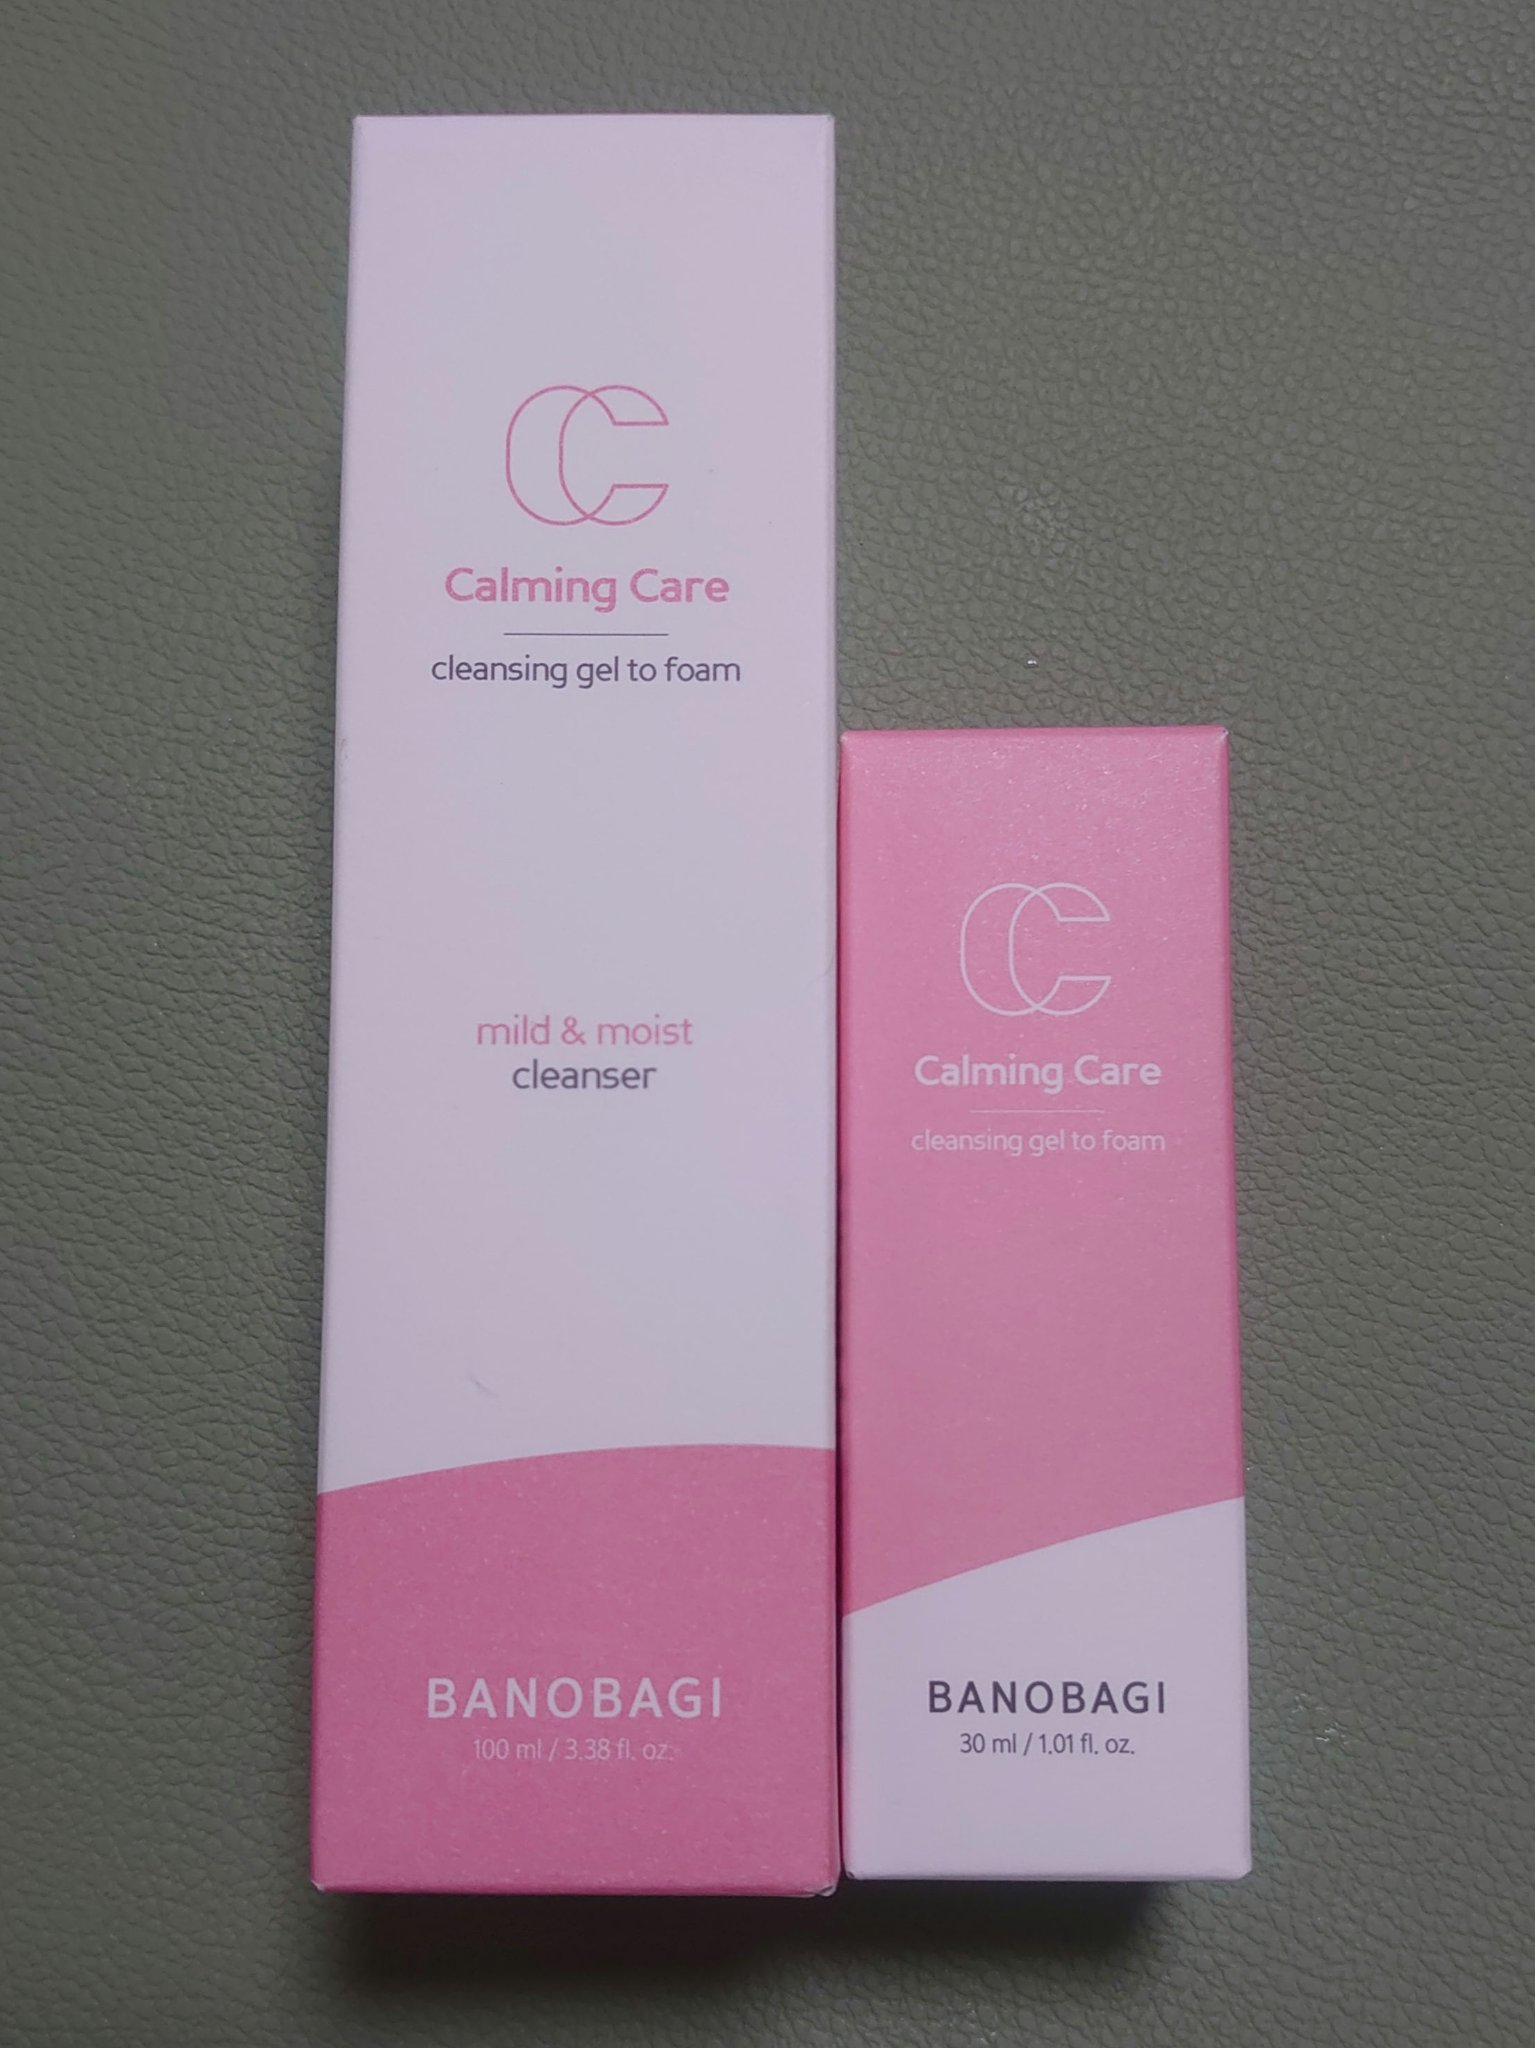 CC
Calming Care
cleansing gel to foam
mild & moist
cleanser
BANOBAGI
100 ml / 3.38 fl. oz.
CC
Calming Care
cleansing gel to foam
BANOBAGI
30 ml / 1.01 fl. oz.